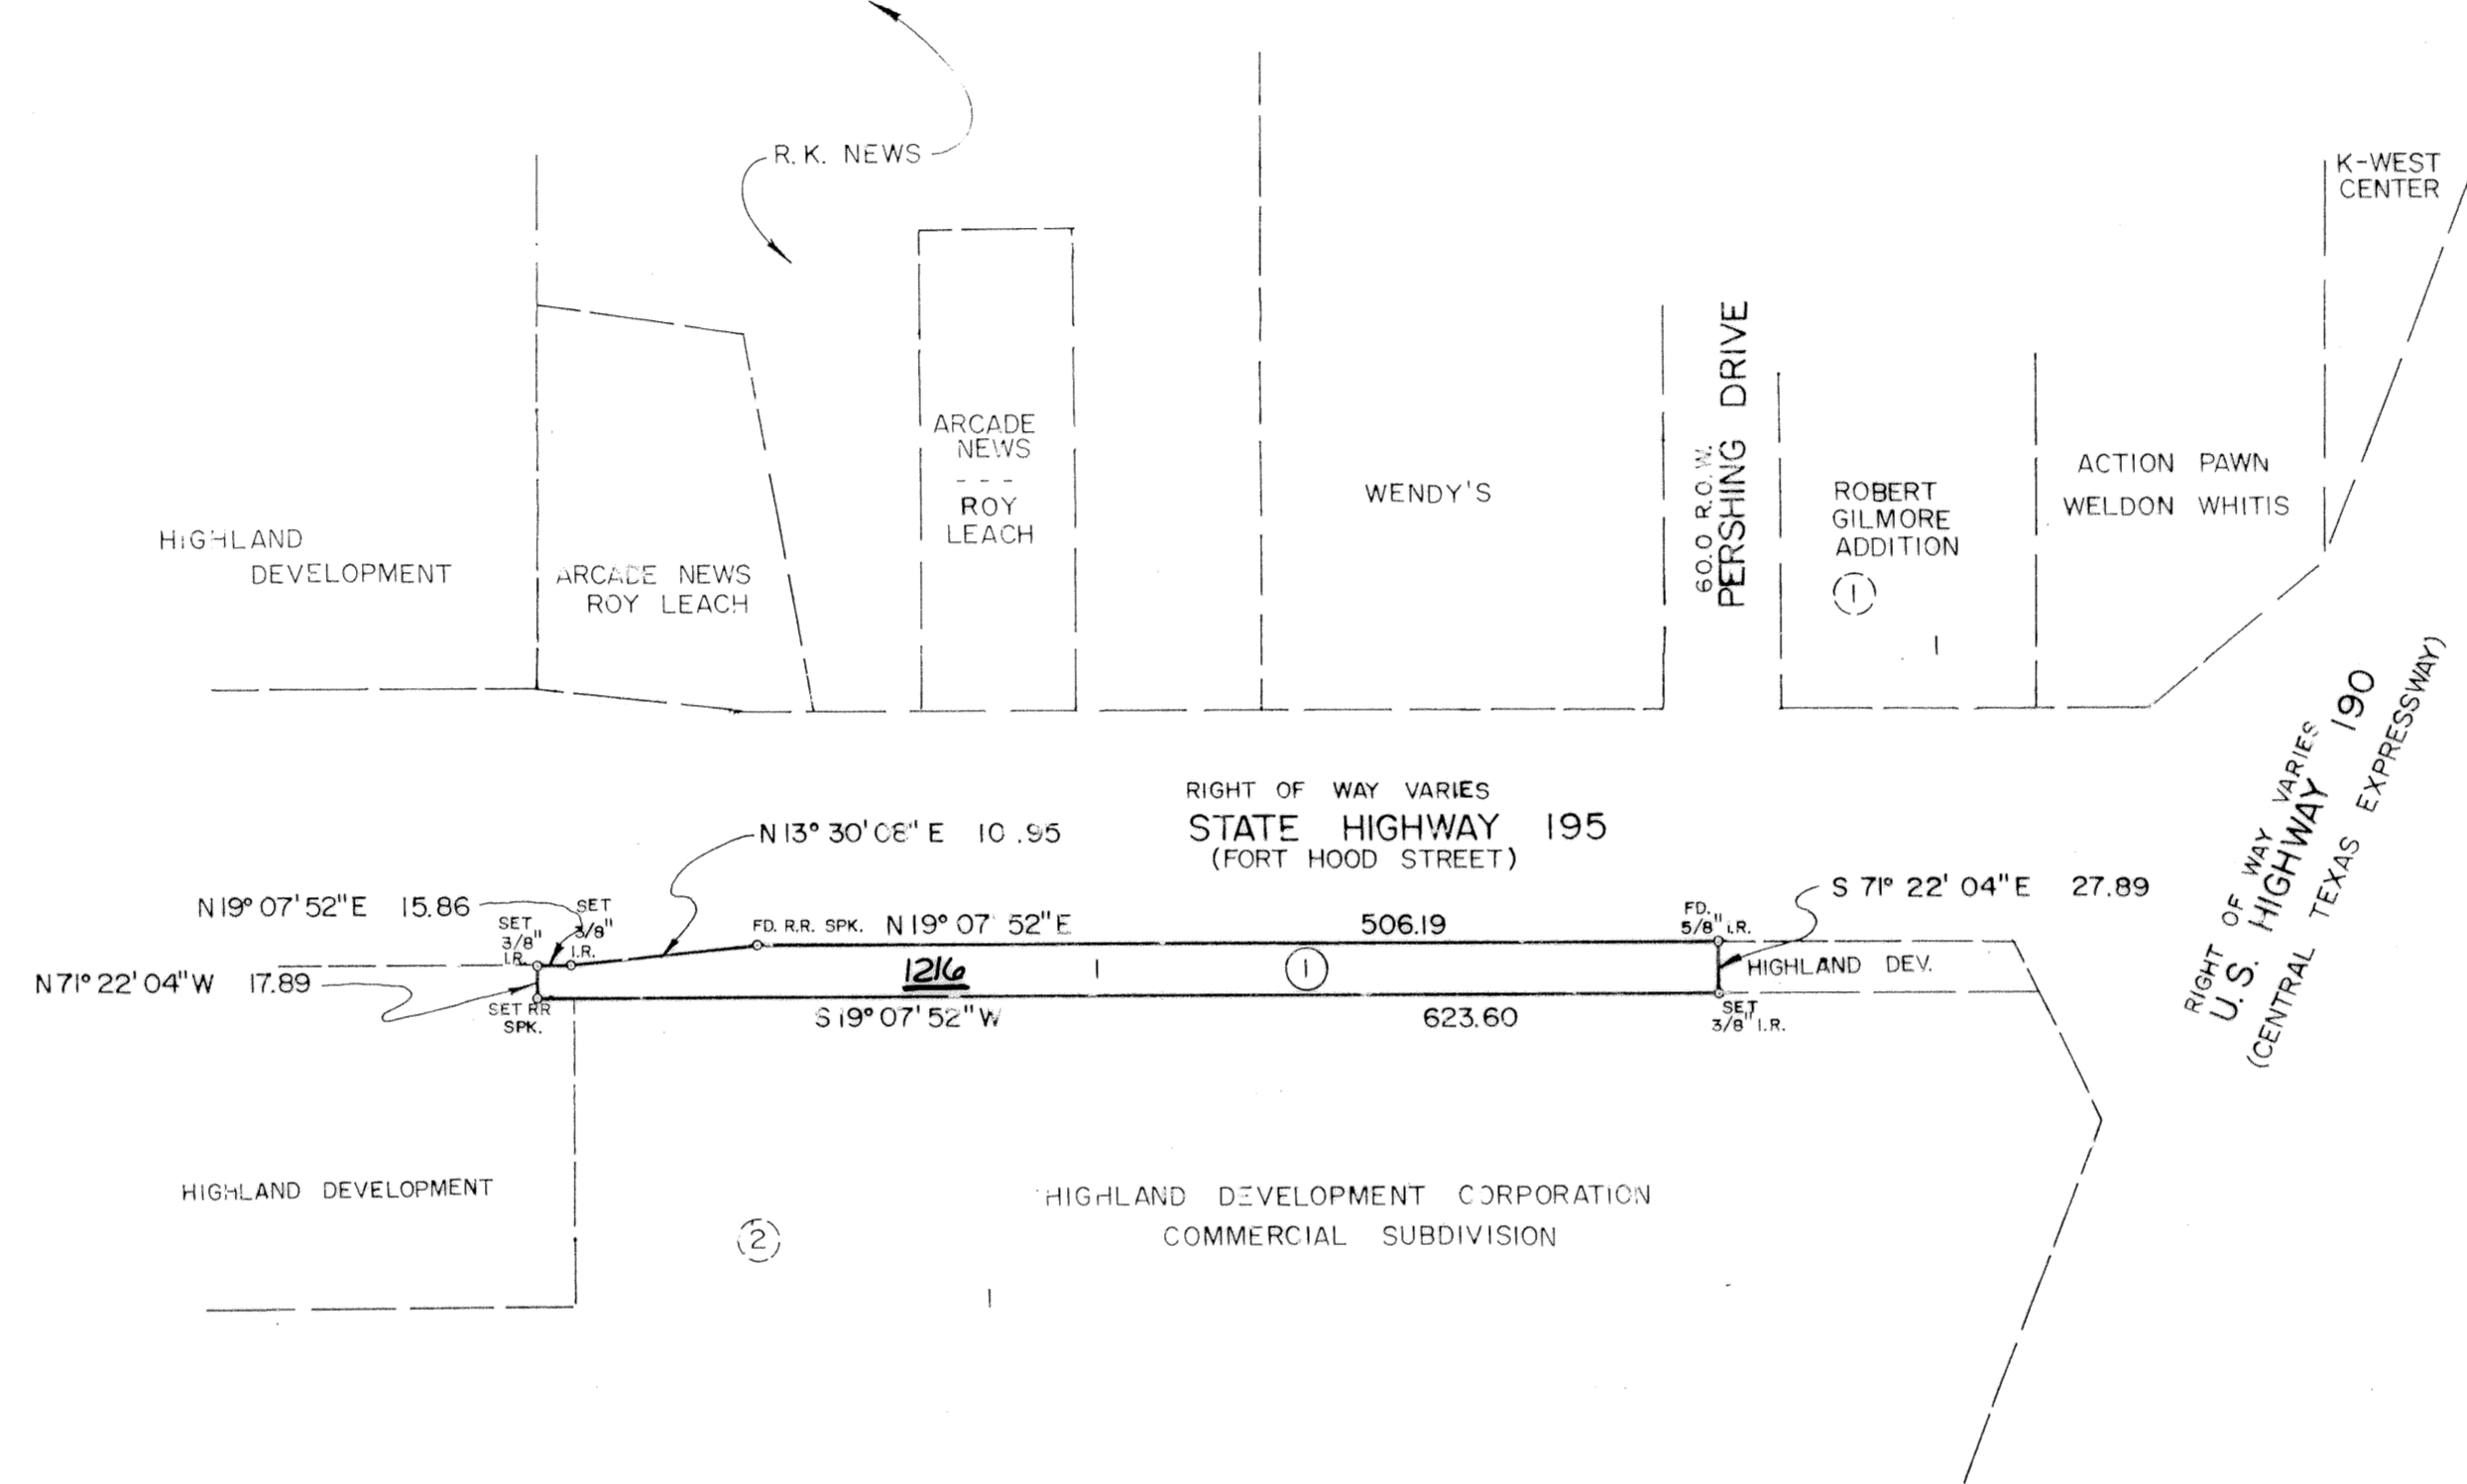 R.K. NEWS
K-WEST
CENTER
HIGHLAND
DEVELOPMENT
ARCADE NEWS
ROY LEACH
ARCADE
NEWS
- - -
ROY
LEACH
WENDY'S
60.0 R.O.W.
PERSHING DRIVE
ROBERT
GILMORE
ADDITION
1
1
ACTION PAWN
WELDON WHITIS
RIGHT OF WAY VARIES
U.S. HIGHWAY 190
(CENTRAL TEXAS EXPRESSWAY)
RIGHT OF WAY VARIES
STATE HIGHWAY 195
(FORT HOOD STREET)
N 13° 30' 08" E 10.95
N 19° 07' 52" E 15.86
SET
3/8"
I.R.
SET
3/8"
I.R.
FD. R.R. SPK.
N 19° 07' 52" E 506.19
FD.
5/8" I.R.
S 71° 22' 04" E 27.89
N 71° 22' 04" W 17.89
1216
1
1
HIGHLAND DEV.
SET RR
SPK.
S 19° 07' 52" W 623.60
SET
3/8" I.R.
HIGHLAND DEVELOPMENT
HIGHLAND DEVELOPMENT CORPORATION
COMMERCIAL SUBDIVISION
2
1